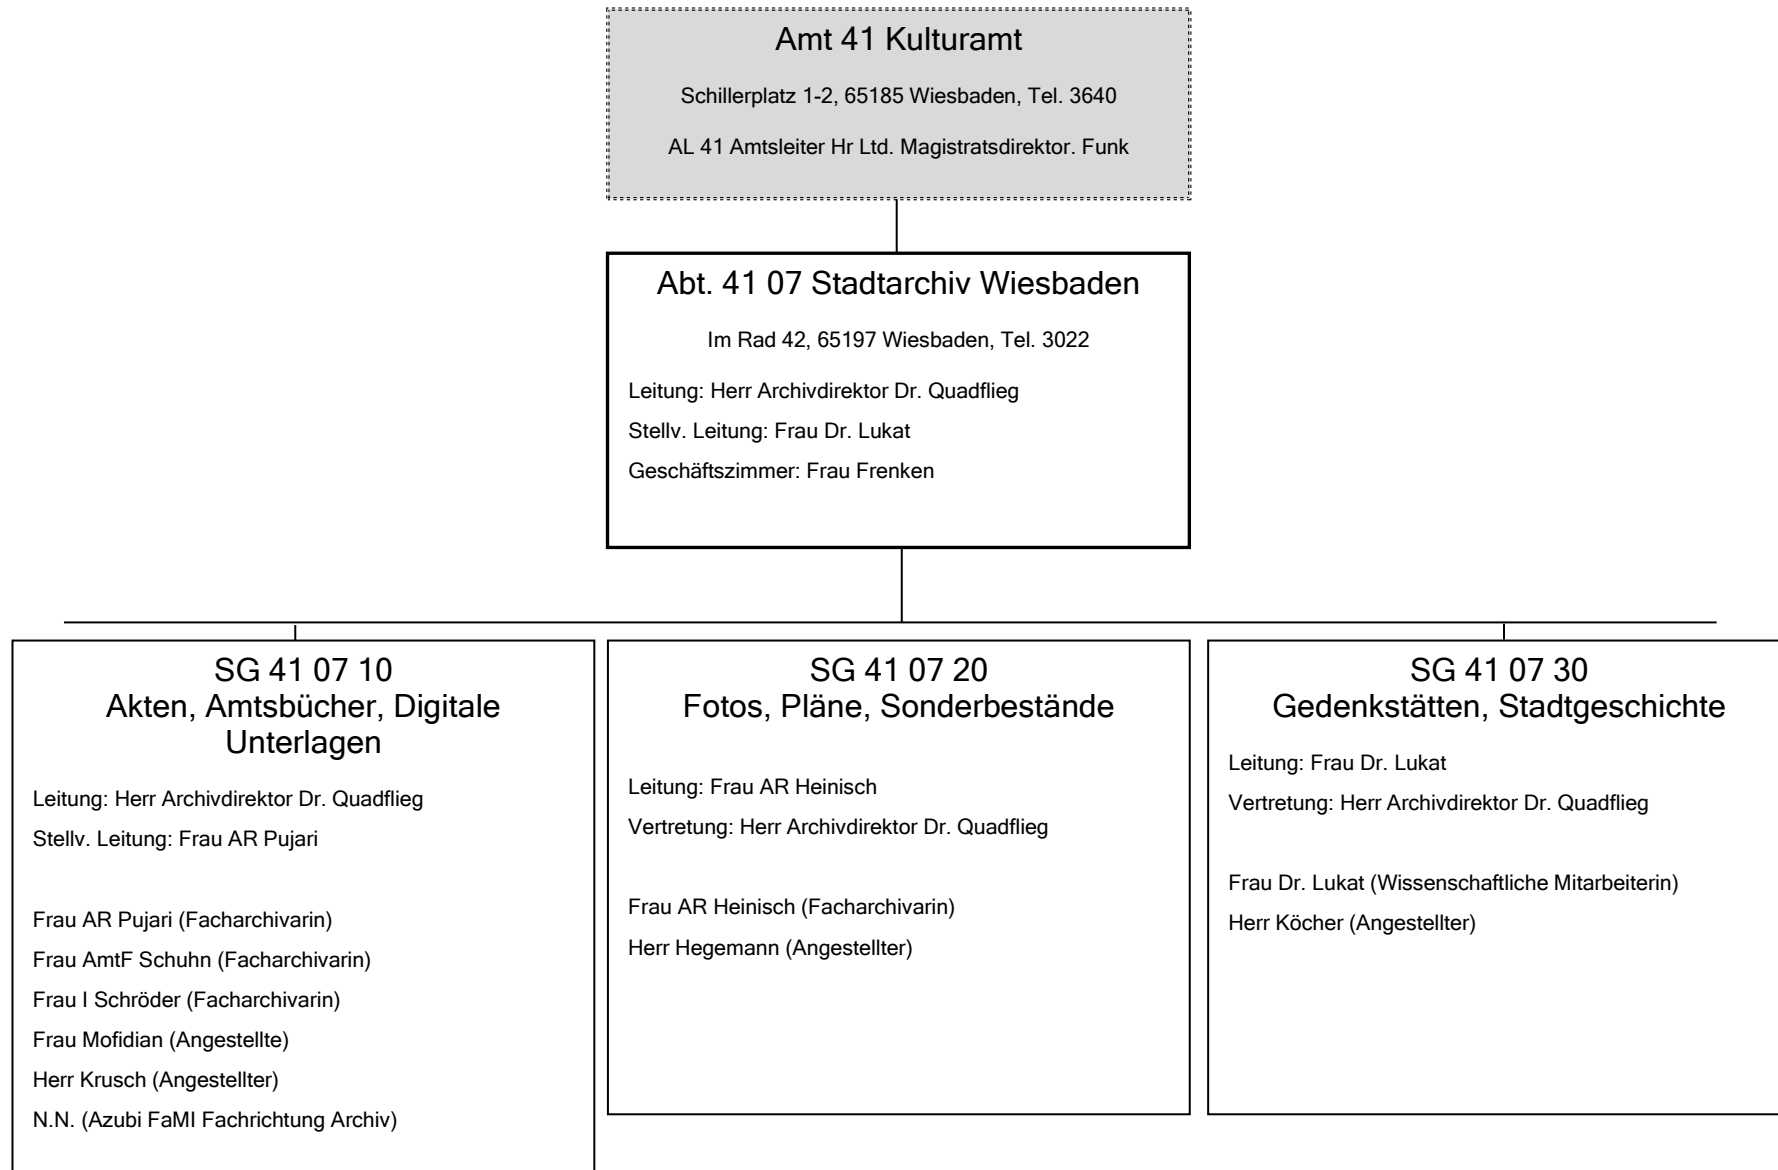 Amt 41 Kulturamt
Schillerplatz 1-2, 65185 Wiesbaden, Tel. 3640
AL 41 Amtsleiter Hr Ltd. Magistratsdirektor. Funk
Abt. 41 07 Stadtarchiv Wiesbaden
Im Rad 42, 65197 Wiesbaden, Tel. 3022
Leitung: Herr Archivdirektor Dr. Quadflieg
Stellv. Leitung: Frau Dr. Lukat
Geschäftszimmer: Frau Frenken
SG 41 07 10
Akten, Amtsbücher, Digitale
Unterlagen
Leitung: Herr Archivdirektor Dr. Quadflieg
Stellv. Leitung: Frau AR Pujari
Frau AR Pujari (Facharchivarin)
Frau AmtF Schuhn (Facharchivarin)
Frau I Schröder (Facharchivarin)
Frau Mofidian (Angestellte)
Herr Krusch (Angestellter)
N.N. (Azubi FaMI Fachrichtung Archiv)
SG 41 07 20
Fotos, Pläne, Sonderbestände
Leitung: Frau AR Heinisch
Vertretung: Herr Archivdirektor Dr. Quadflieg
Frau AR Heinisch (Facharchivarin)
Herr Hegemann (Angestellter)
SG 41 07 30
Gedenkstätten, Stadtgeschichte
Leitung: Frau Dr. Lukat
Vertretung: Herr Archivdirektor Dr. Quadflieg
Frau Dr. Lukat (Wissenschaftliche Mitarbeiterin)
Herr Köcher (Angestellter)